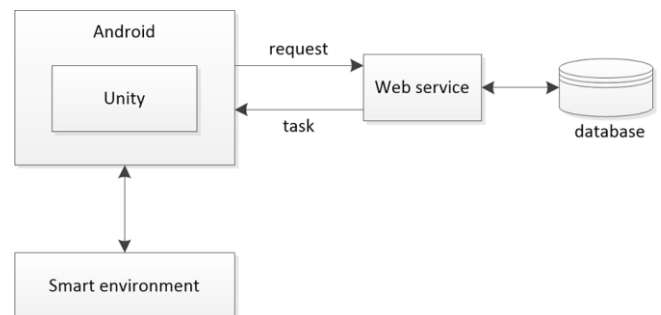 Android
Unity
request
task
Web service
database
Smart environment